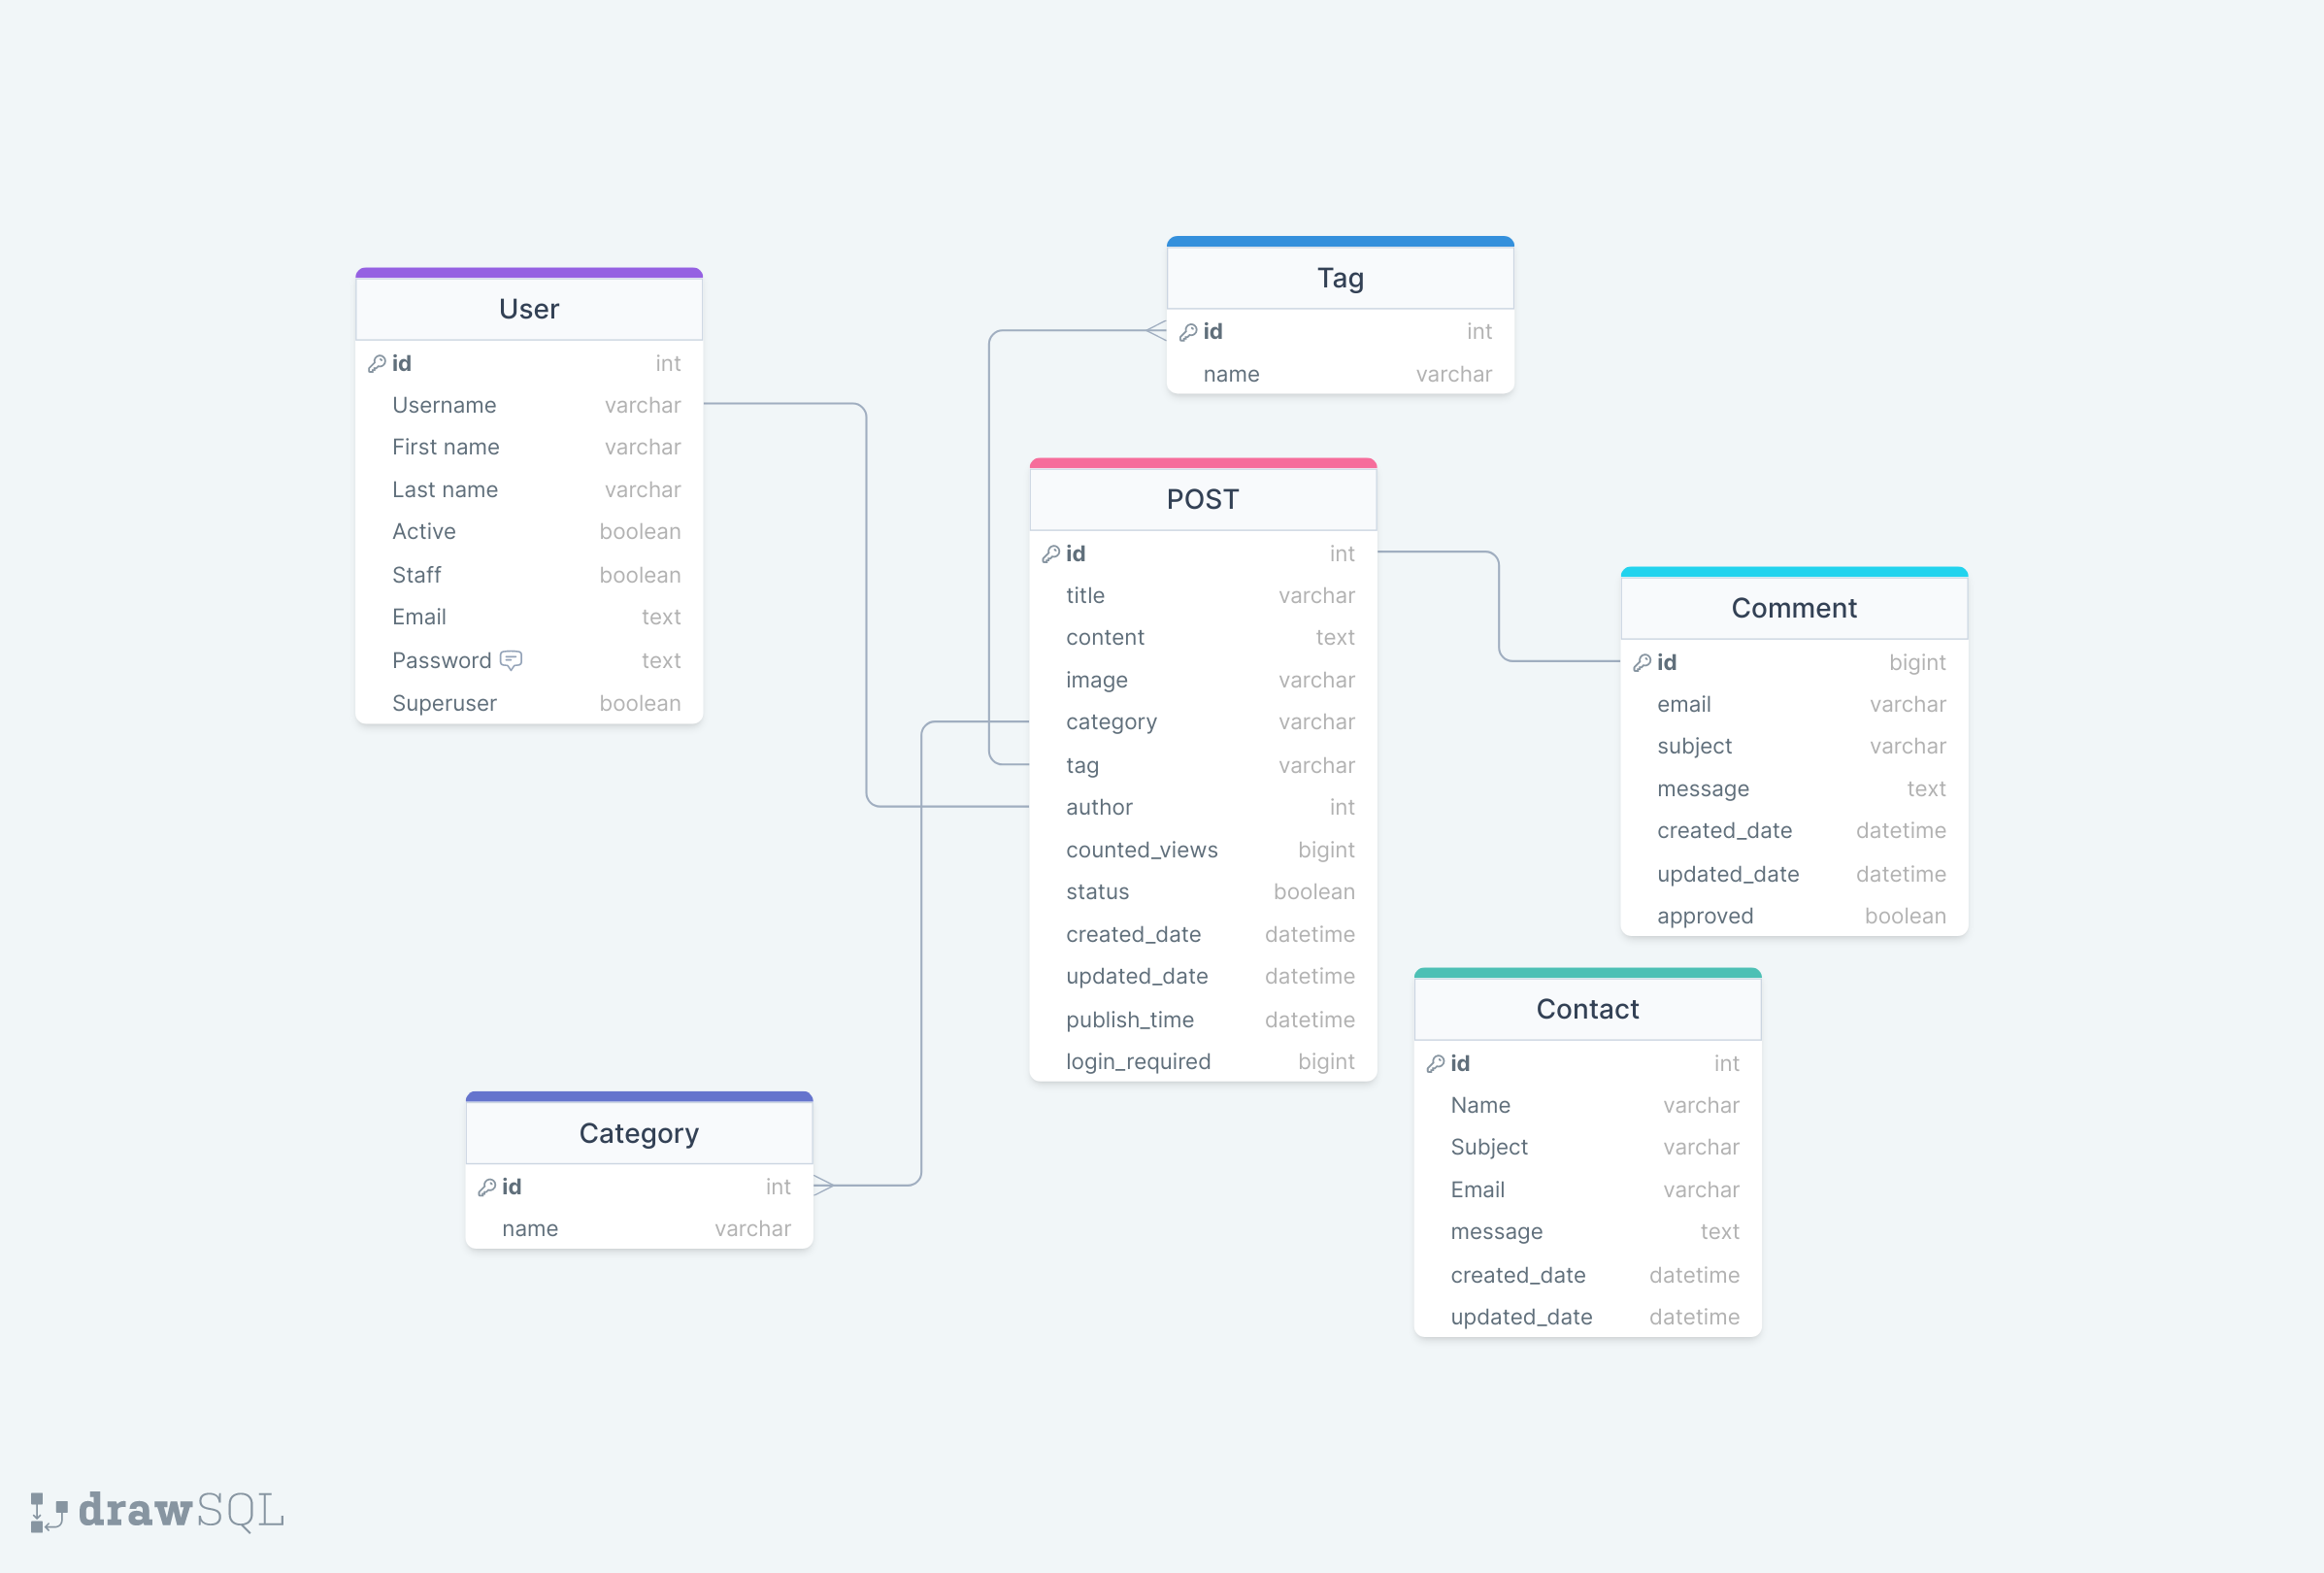 User
id int
Username varchar
First name varchar
Last name varchar
Active boolean
Staff boolean
Email text
Password text
Superuser boolean
Tag
id int
name varchar
POST
id int
title varchar
content text
image varchar
category varchar
tag varchar
author int
counted_views bigint
status boolean
created_date datetime
updated_date datetime
publish_time datetime
login_required bigint
Comment
id bigint
email varchar
subject varchar
message text
created_date datetime
updated_date datetime
approved boolean
Category
id int
name varchar
Contact
id int
Name varchar
Subject varchar
Email varchar
message text
created_date datetime
updated_date datetime
drawSQL